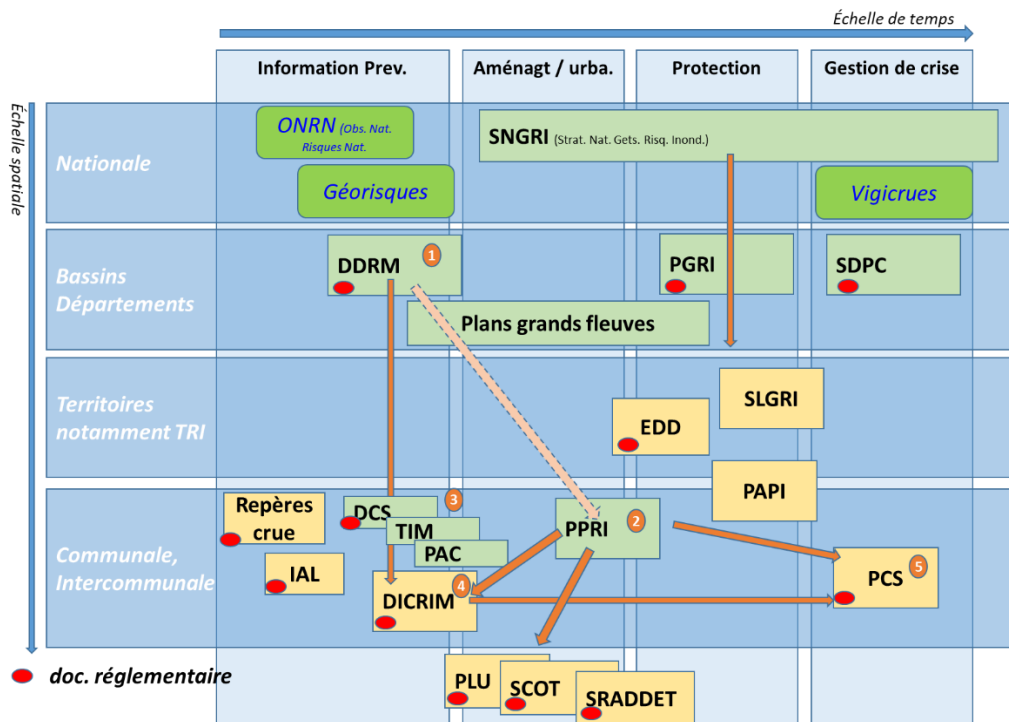 Échelle de temps
Information Prev.
Aménagt / urba.
Protection
Gestion de crise
Échelle spatiale
Nationale
ONRN (Obs. Nat.
Risques Nat.
SNGRI (Strat. Nat. Gets. Risq. Inond.)
Géorisques
Vigicrues
Bassins
Départements
DDRM
1
PGRI
SDPC
Plans grands fleuves
Territoires
notamment TRI
SLGRI
EDD
PAPI
Communale,
Intercommunale
Repères
crue
DCS
3
TIM
PAC
PPRI
2
IAL
DICRIM
4
PCS
5
PLU
SCOT
SRADDET
doc. réglementaire